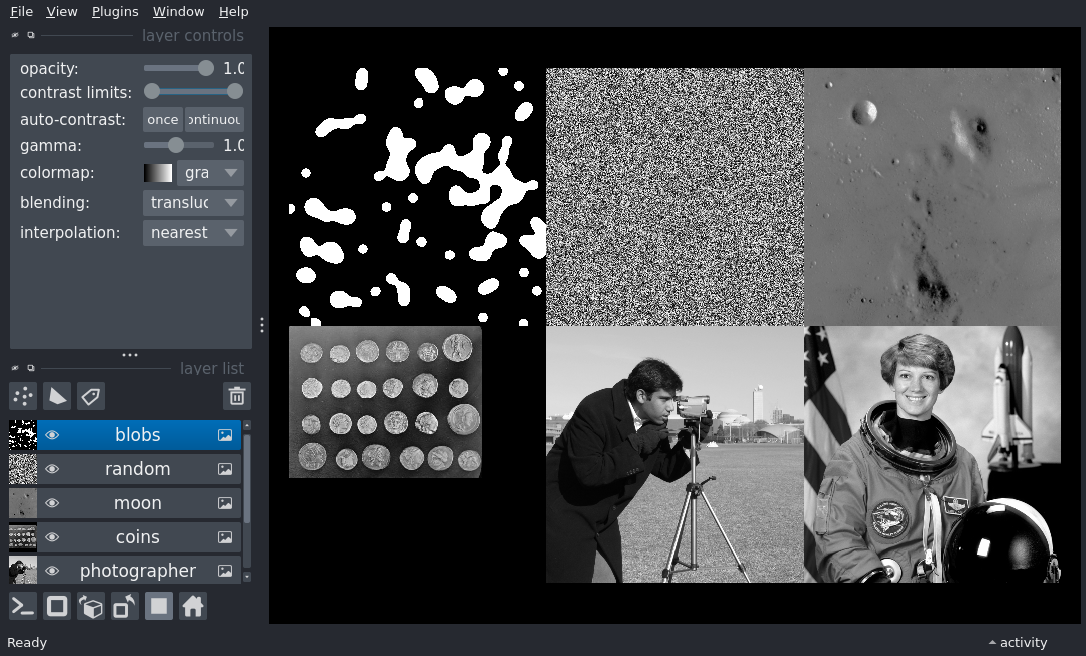 File View Plugins Window Help
layer controls
opacity: 1.0
contrast limits:
auto-contrast: once ontinuou
gamma: 1.0
colormap: gra
blending: transluc
interpolation: nearest
layer list
blobs
random
moon
coins
photographer
Ready
activity